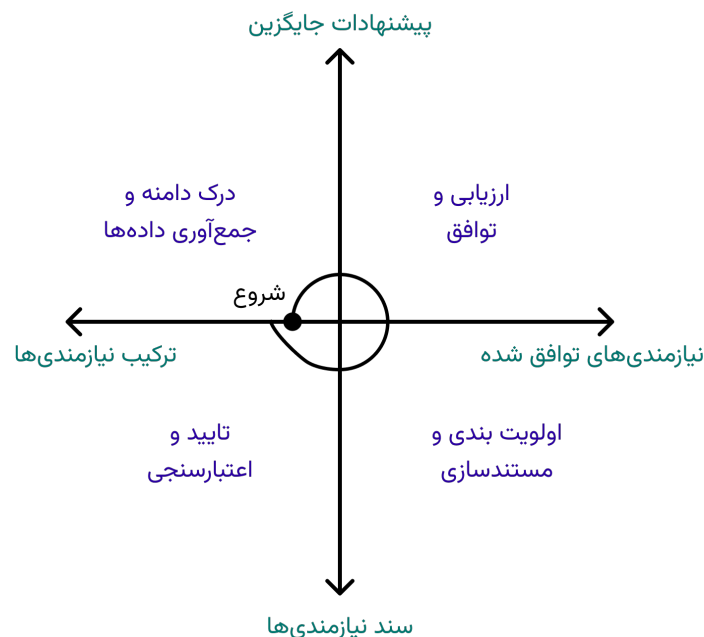 پیشنهادات جایگزین
درک دامنه و
جمع‌آوری داده‌ها
ارزیابی و
توافق
شروع
ترکیب نیازمندی‌ها
نیازمندی‌های توافق شده
تایید و
اعتبارسنجی
اولویت بندی و
مستندسازی
سند نیازمندی‌ها